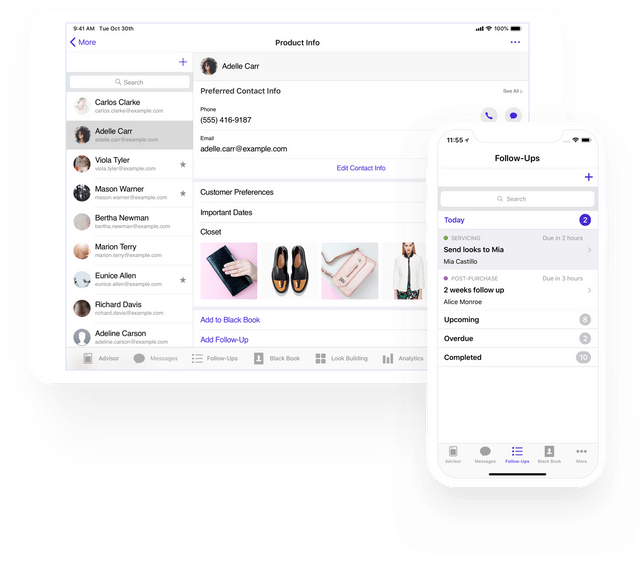 9:41 AM Tue Oct 30th
100%
More
Product Info
Search
Carlos Clarke
carlos.clarke@example.com
Adelle Carr
adelle.carr@example.com
Viola Tyler
viola.tyler@example.com
Mason Warner
mason.warner@example.com
Bertha Newman
bertha.newman@example.com
Marion Terry
marion.terry@example.com
Eunice Allen
eunice.allen@example.com
Richard Davis
richard.davis@example.com
Adeline Carson
adeline.carson@example.com
Adelle Carr
Preferred Contact Info
See All
Phone
(555) 416-9187
Email
adelle.carr@example.com
Edit Contact Info
Customer Preferences
Important Dates
Closet
Add to Black Book
Add Follow-Up
Advisor
Messages
Follow-Ups
Black Book
Look Building
Analytics
11:55
Follow-Ups
Search
Today 2
SERVICING Due in 2 hours
Send looks to Mia
Mia Castillo
POST-PURCHASE Due in 3 hours
2 weeks follow up
Alice Monroe
Upcoming 8
Overdue 2
Completed 10
Advisor
Messages
Follow-Ups
Black Book
More